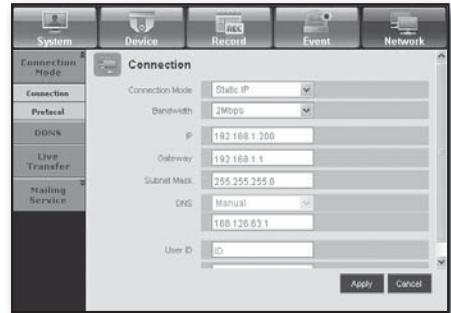 System Device Record Event Network
Connection
Mode
Connection
Protocol
DDNS
Live
Transfer
Mailing
Service
Connection
Connection Mode Static IP
Bandwidth 2Mbps
IP 192.168.1.200
Gateway 192.168.1.1
Subnet Mask 255.255.255.0
DNS Manual
168.126.63.1
User ID ID
Apply Cancel